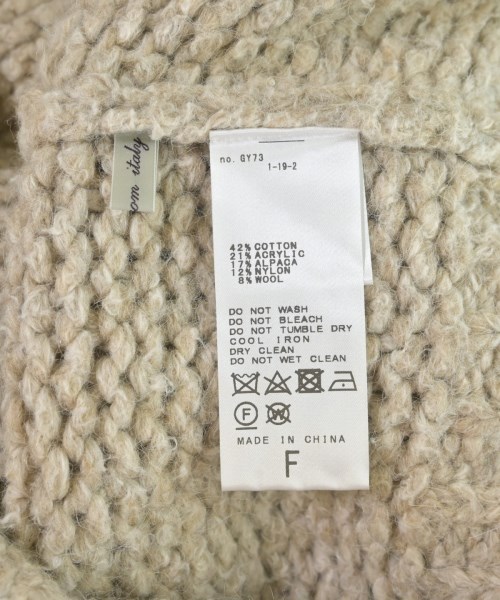 om italy
no. GY73
1-19-2
42% COTTON
21% ACRYLIC
17% ALPACA
12% NYLON
8% WOOL
DO NOT WASH
DO NOT BLEACH
DO NOT TUMBLE DRY
COOL IRON
DRY CLEAN
DO NOT WET CLEAN
F W
MADE IN CHINA
F